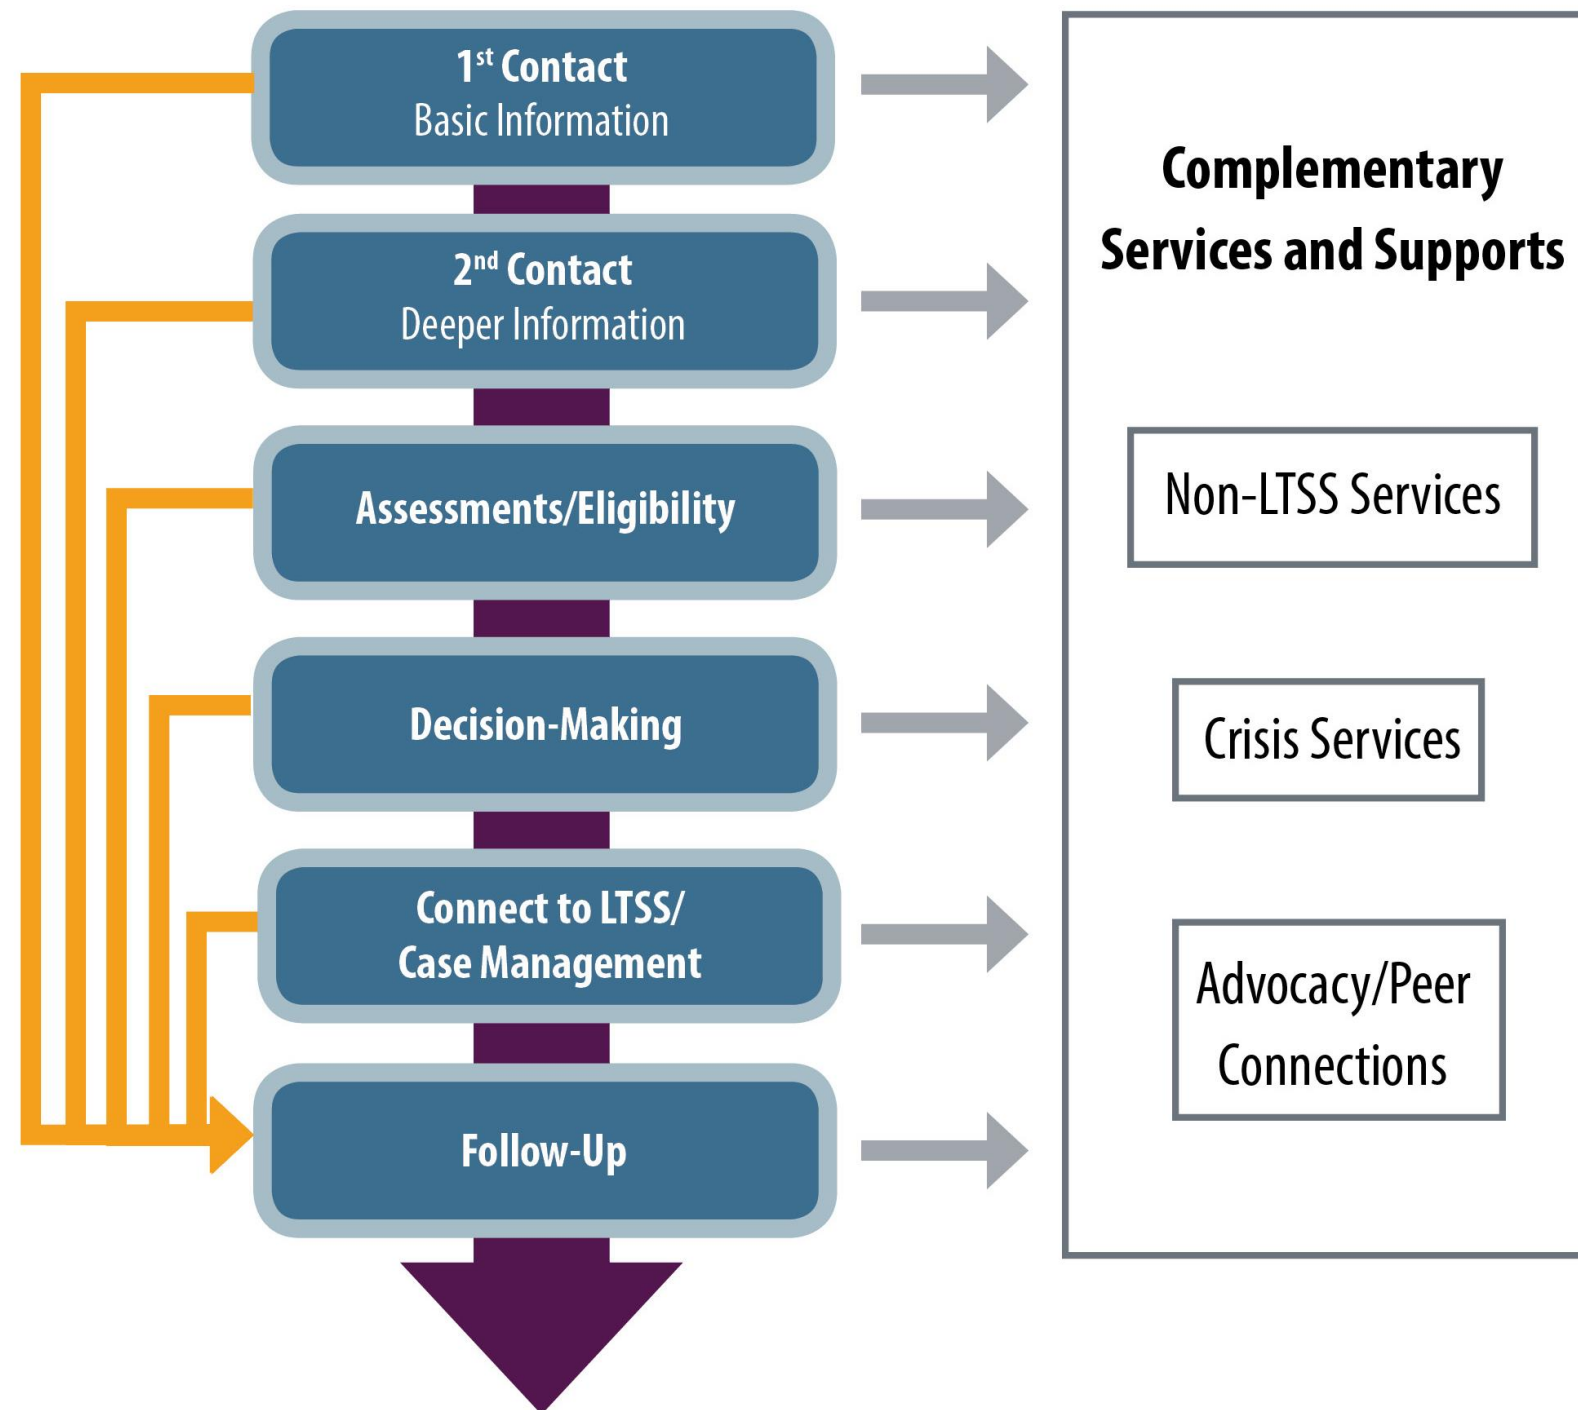 1st Contact
Basic Information
2nd Contact
Deeper Information
Assessments/Eligibility
Decision-Making
Connect to LTSS/
Case Management
Follow-Up
Complementary
Services and Supports
Non-LTSS Services
Crisis Services
Advocacy/Peer
Connections